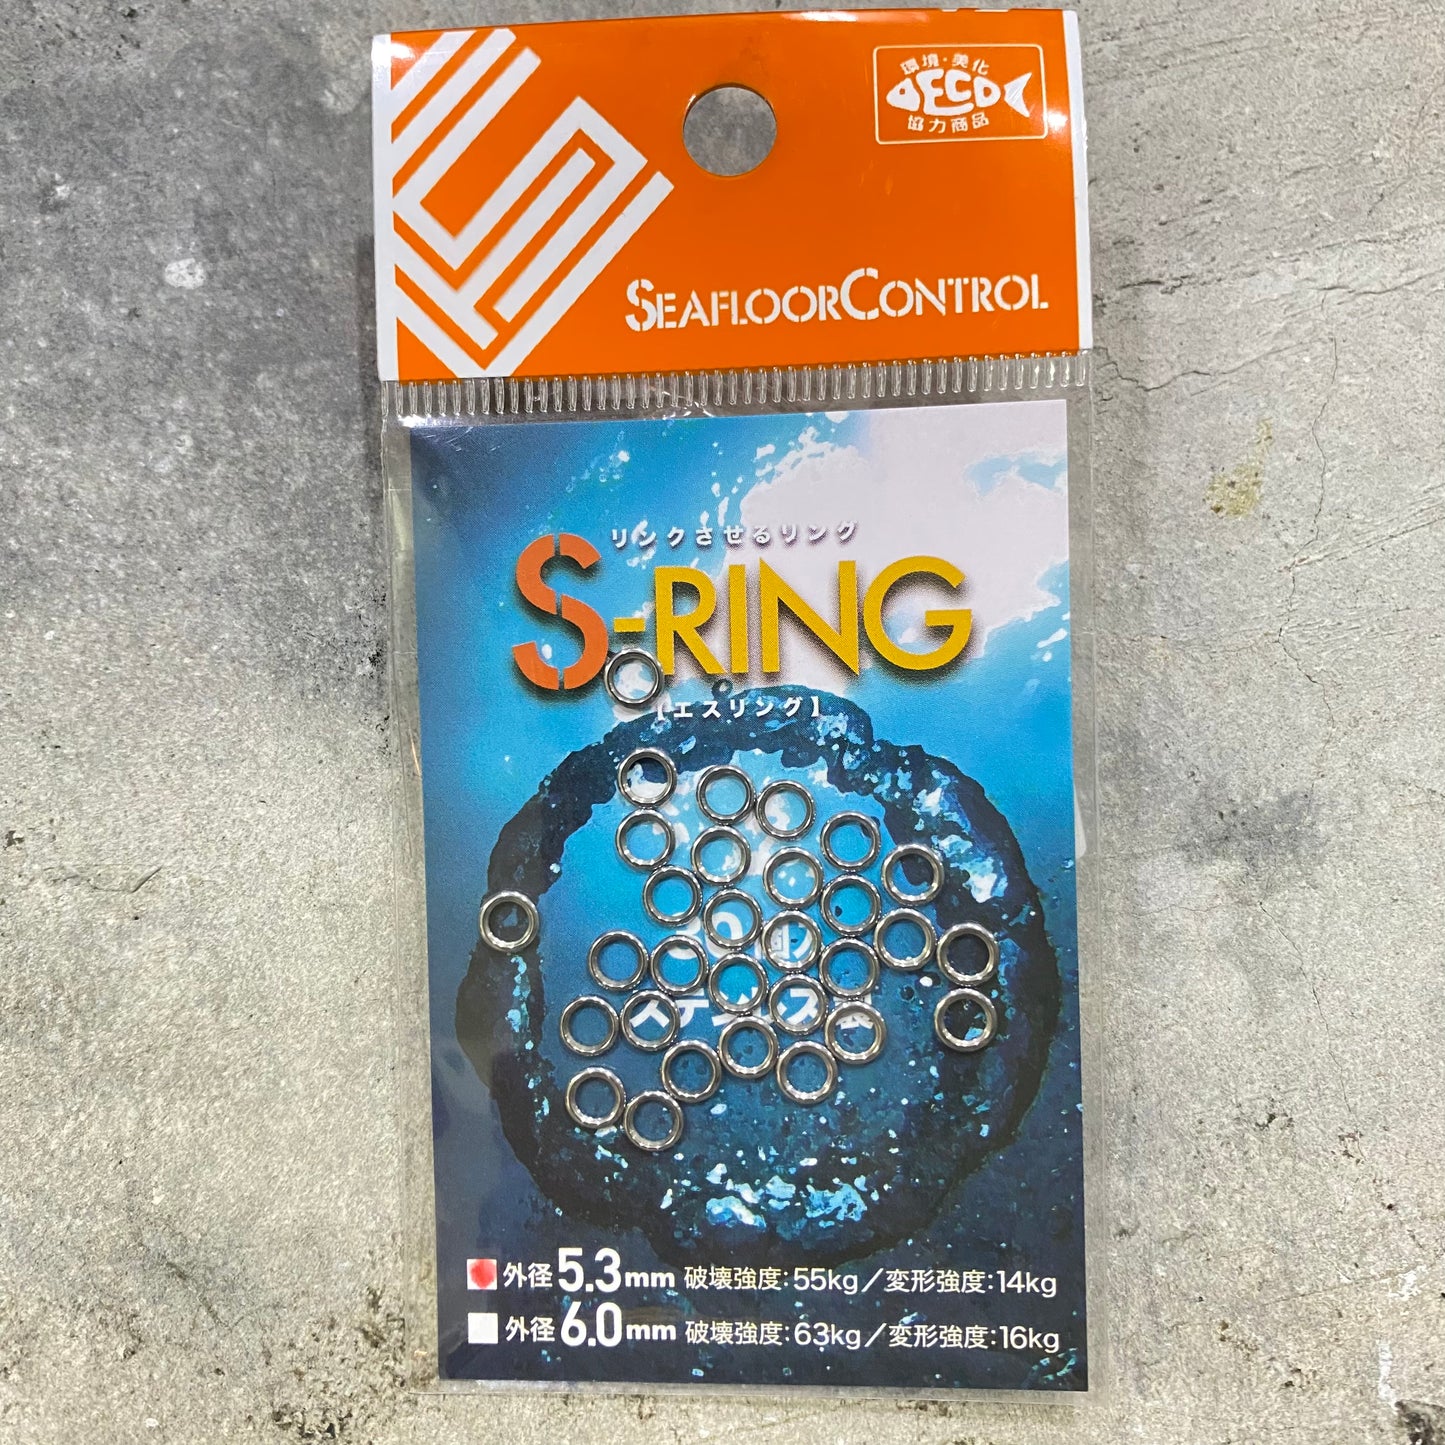 環境・美化
DECO
協力商品
SEAFLOORCONTROL
リンクさせるリング
S-RING
【エスリング】
外径5.3mm 破壊強度:55kg／変形強度:14kg
外径6.0mm 破壊強度:63kg／変形強度:16kg